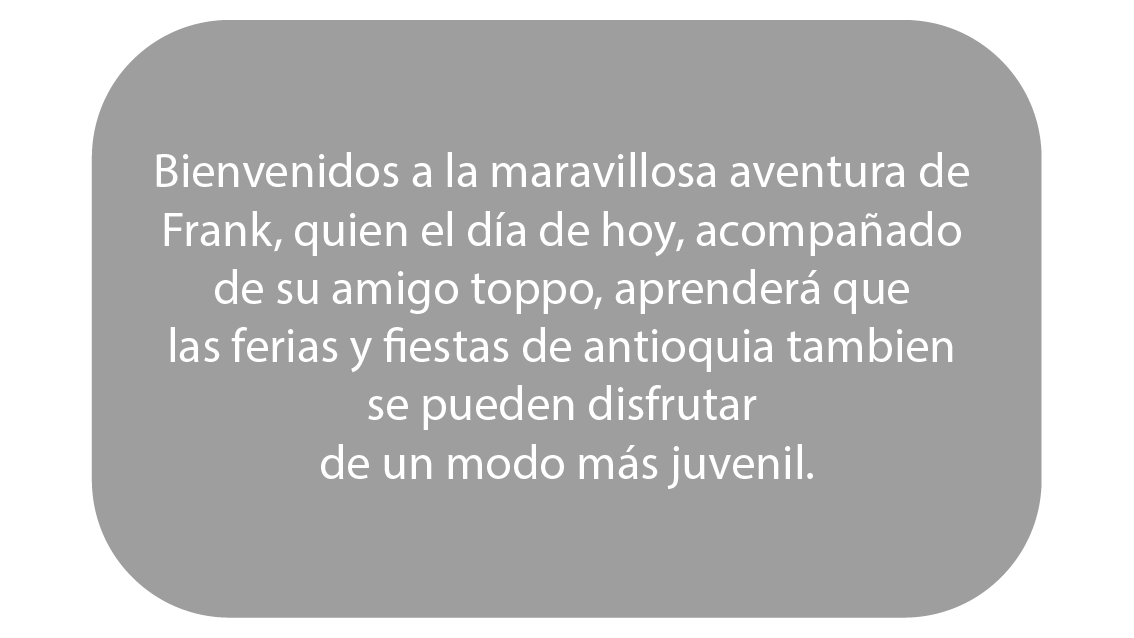 Bienvenidos a la maravillosa aventura de
Frank, quien el día de hoy, acompañado
de su amigo toppo, aprenderá que
las ferias y fiestas de antioquia tambien
se pueden disfrutar
de un modo más juvenil.